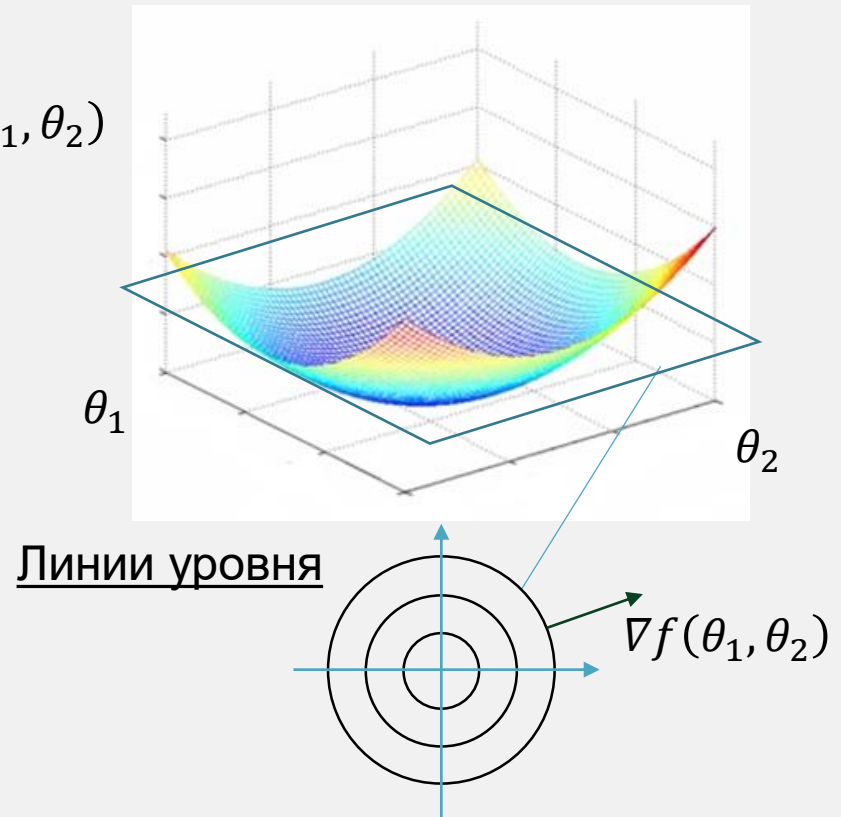 ₁, θ₂)
θ₁
θ₂
Линии уровня
∇f(θ₁, θ₂)